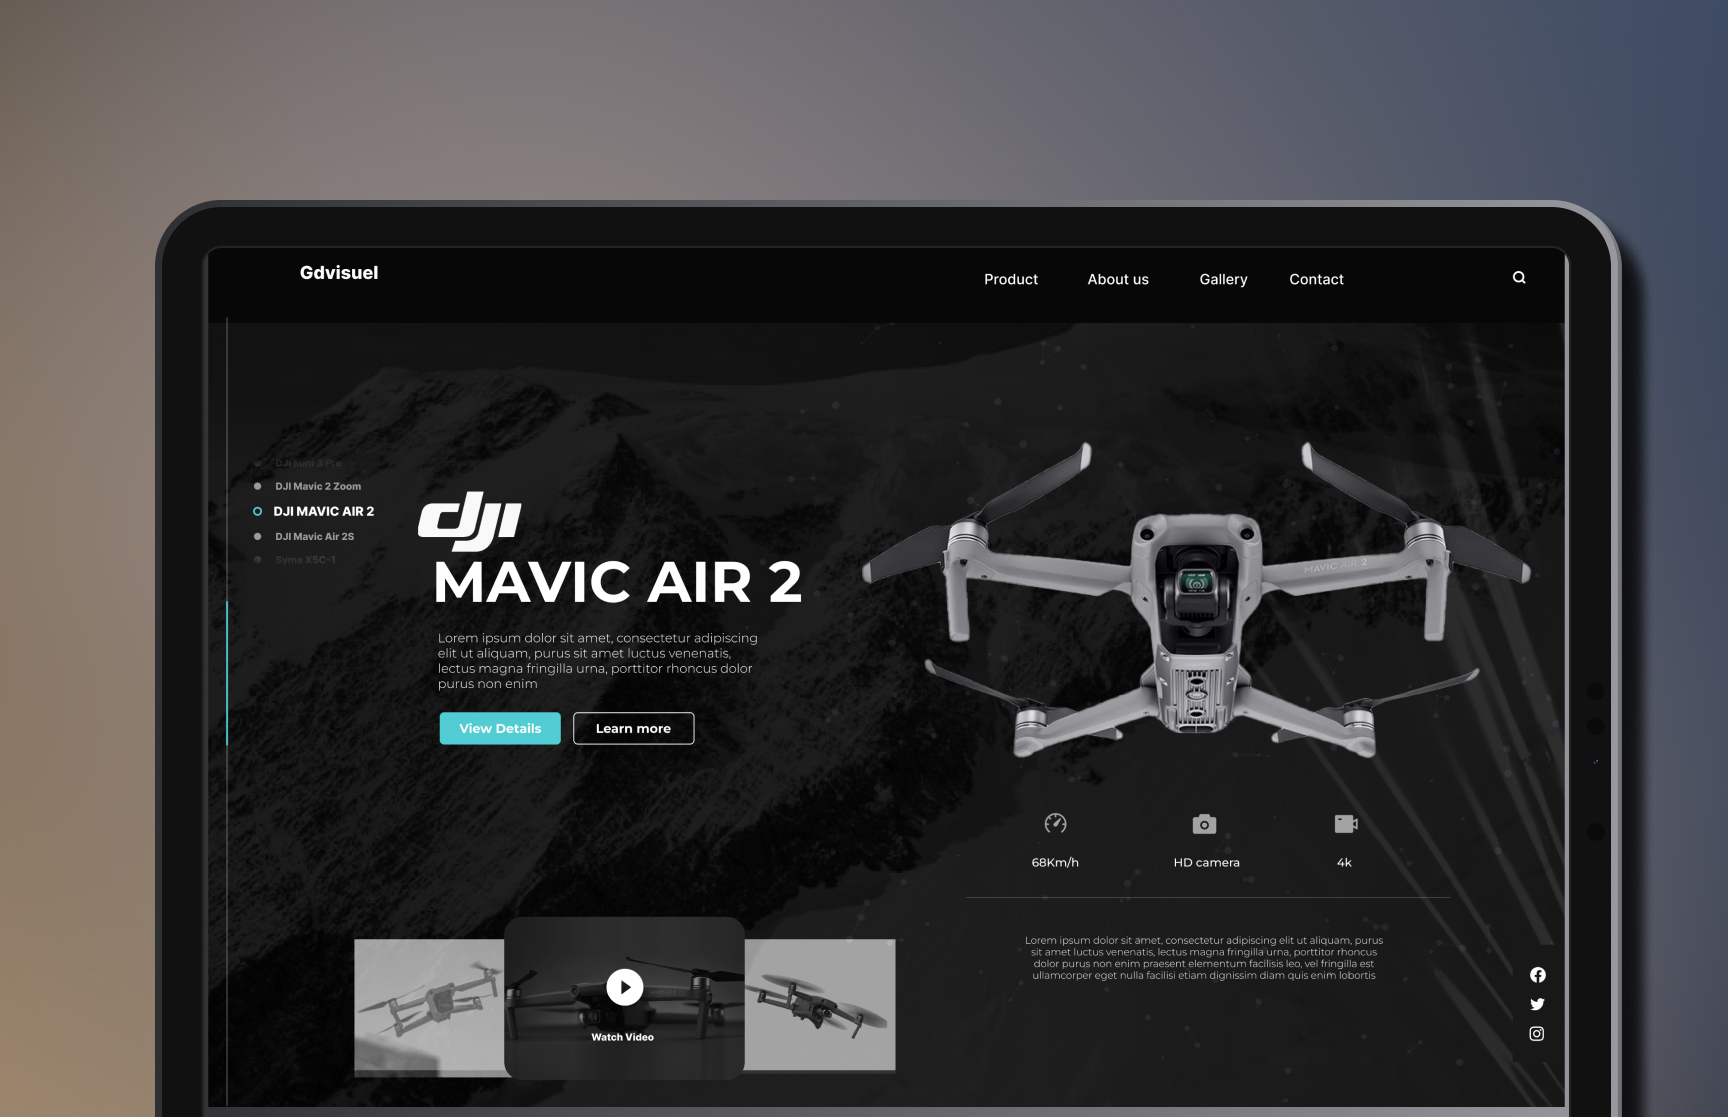 Gdvisuel
Product
About us
Gallery
Contact
DJI Mini 3 Pro
DJI Mavic 2 Zoom
DJI MAVIC AIR 2
DJI Mavic Air 2S
Syma X5C-1
dji
MAVIC AIR 2
Lorem ipsum dolor sit amet, consectetur adipiscing
elit ut aliquam, purus sit amet luctus venenatis,
lectus magna fringilla urna, porttitor rhoncus dolor
purus non enim
View Details
Learn more
MAVIC AIR 2
68Km/h
HD camera
4k
Lorem ipsum dolor sit amet, consectetur adipiscing elit ut aliquam, purus
sit amet luctus venenatis, lectus magna fringilla urna, porttitor rhoncus
dolor purus non enim praesent elementum facilisis leo, vel fringilla est
ullamcorper eget nulla facilisi etiam dignissim diam quis enim lobortis
Watch Video